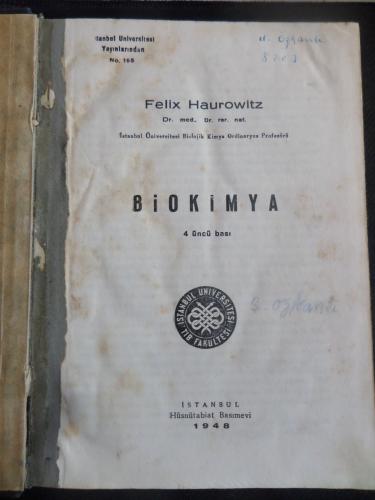 stanbul Üniversitesi
Yayınlarından
No. 165
Felix Haurowitz
Dr. med., Dr. rer. nat.
İstanbul Üniversitesi Biolojik Kimya Ordinaryüs Profesörü
BİOKİMYA
4 üncü bası
İSTANBUL ÜNİVERSİTESİ
TIB FAKÜLTESİ
İSTANBUL
Hüsnütabiat Basımevi
1948